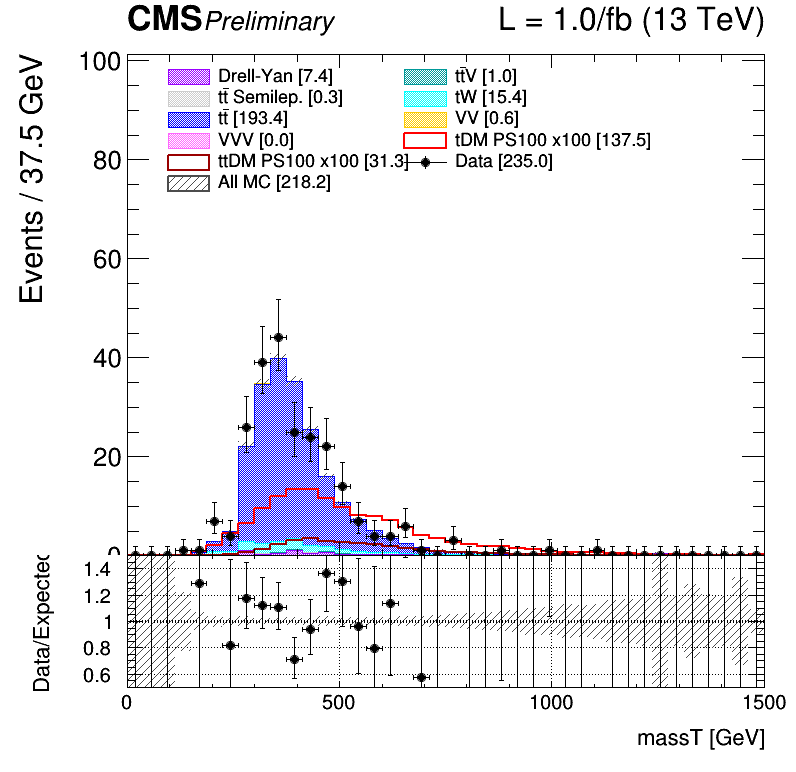 CMS Preliminary L = 1.0/fb (13 TeV)
Events / 37.5 GeV
100
80
60
40
20
0
Drell-Yan [7.4] tt̄V [1.0]
tt̄ Semilep. [0.3] tW [15.4]
tt̄ [193.4] VV [0.6]
VVV [0.0] tDM PS100 x100 [137.5]
ttDM PS100 x100 [31.3] Data [235.0]
All MC [218.2]
Data/Expected
1.4
1.2
1
0.8
0.6
0 500 1000 1500
massT [GeV]